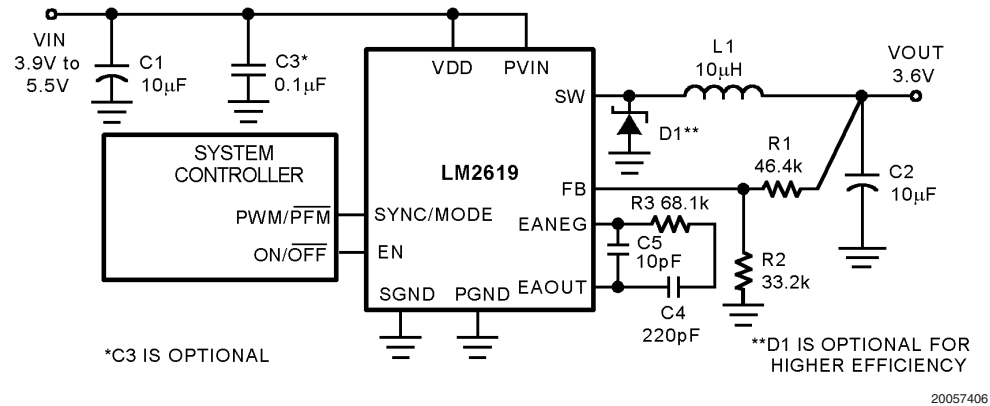 VIN
3.9V to
5.5V
C1
10µF
C3*
0.1µF
VDD
PVIN
L1
10µH
VOUT
3.6V
SW
D1**
SYSTEM
CONTROLLER
LM2619
R1
46.4k
FB
C2
10µF
PWM/PFM
SYNC/MODE
R3 68.1k
EANEG
C5
10pF
ON/OFF
EN
R2
33.2k
EAOUT
SGND
PGND
C4
220pF
*C3 IS OPTIONAL
**D1 IS OPTIONAL FOR
HIGHER EFFICIENCY
20057406